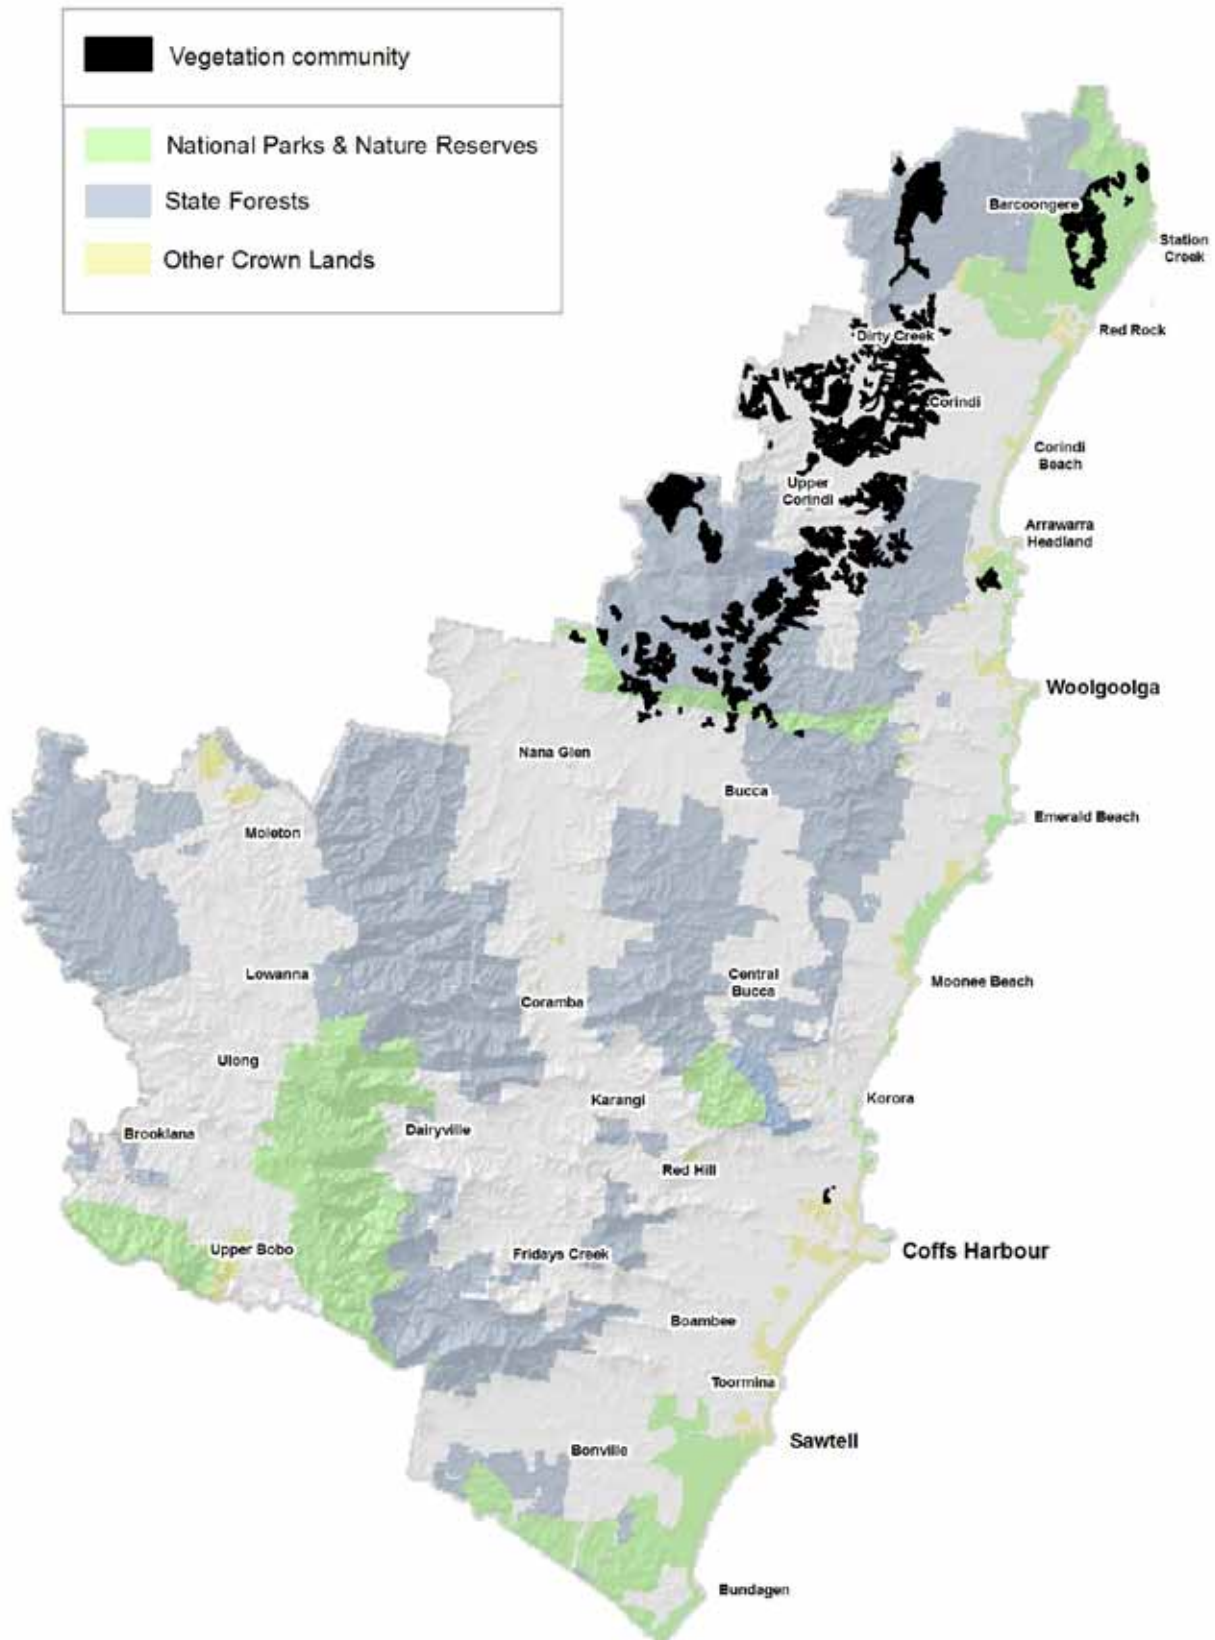 Vegetation community
National Parks & Nature Reserves
State Forests
Other Crown Lands
Barcoongere
Station
Creek
Red Rock
Dirty Creek
Corindi
Corindi
Beach
Upper
Corindi
Arrawarra
Headland
Woolgoolga
Nana Glen
Bucca
Emerald Beach
Moleton
Lowanna
Central
Bucca
Moonee Beach
Coramba
Ulong
Karangi
Korora
Brooklana
Dairyville
Red Hill
Upper Bobo
Fridays Creek
Coffs Harbour
Boambee
Toormina
Sawtell
Bonville
Bundagen